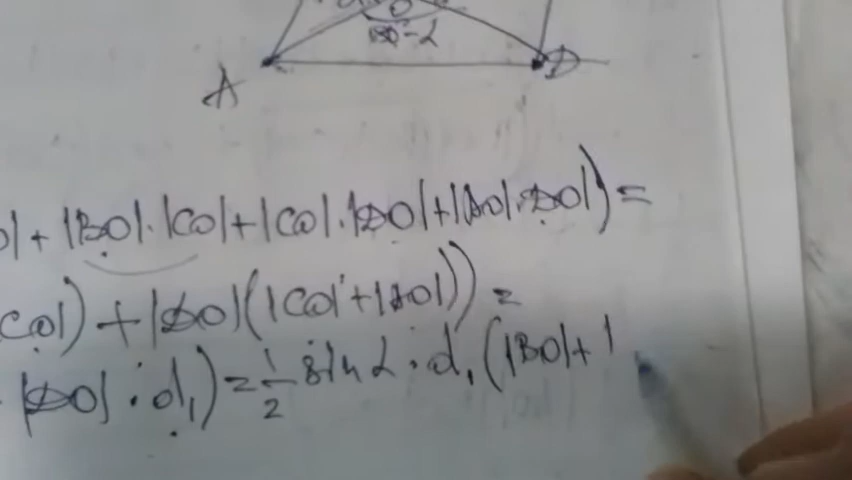 O
180°-α
A D
o| + |BO|·|CO| + |CO|·|DO| + |AO|·|DO|) =
CO|) + |DO|(|CO| + |AO|)) =
|DO|·d₁) = 1/2 sin α · d₁ (|BO| + |